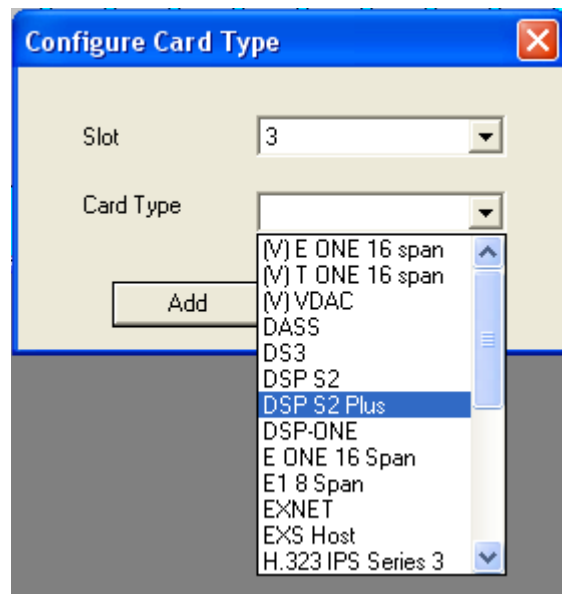 Configure Card Type
Slot 3
Card Type
(V) E ONE 16 span
(V) T ONE 16 span
Add (V) VDAC
DASS
DS3
DSP S2
DSP S2 Plus
DSP-ONE
E ONE 16 Span
E1 8 Span
EXNET
EXS Host
H.323 IPS Series 3